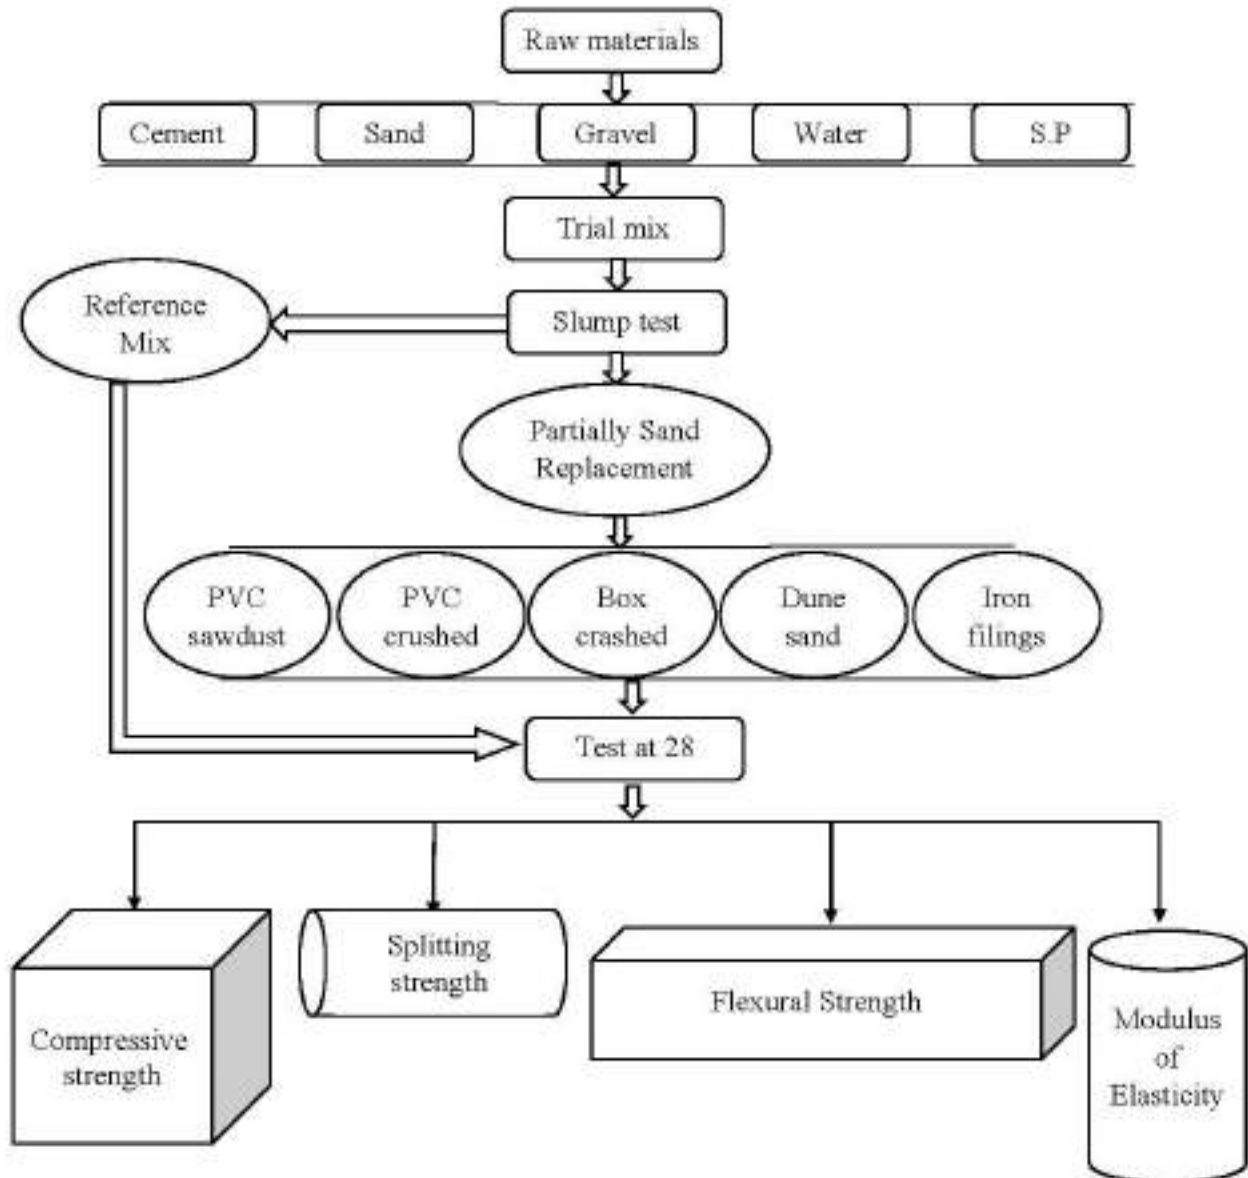 Raw materials
Cement
Sand
Gravel
Water
S.P
Trial mix
Reference
Mix
Slump test
Partially Sand
Replacement
PVC
sawdust
PVC
crushed
Box
crashed
Dune
sand
Iron
filings
Test at 28
Compressive
strength
Splitting
strength
Flexural Strength
Modulus
of
Elasticity